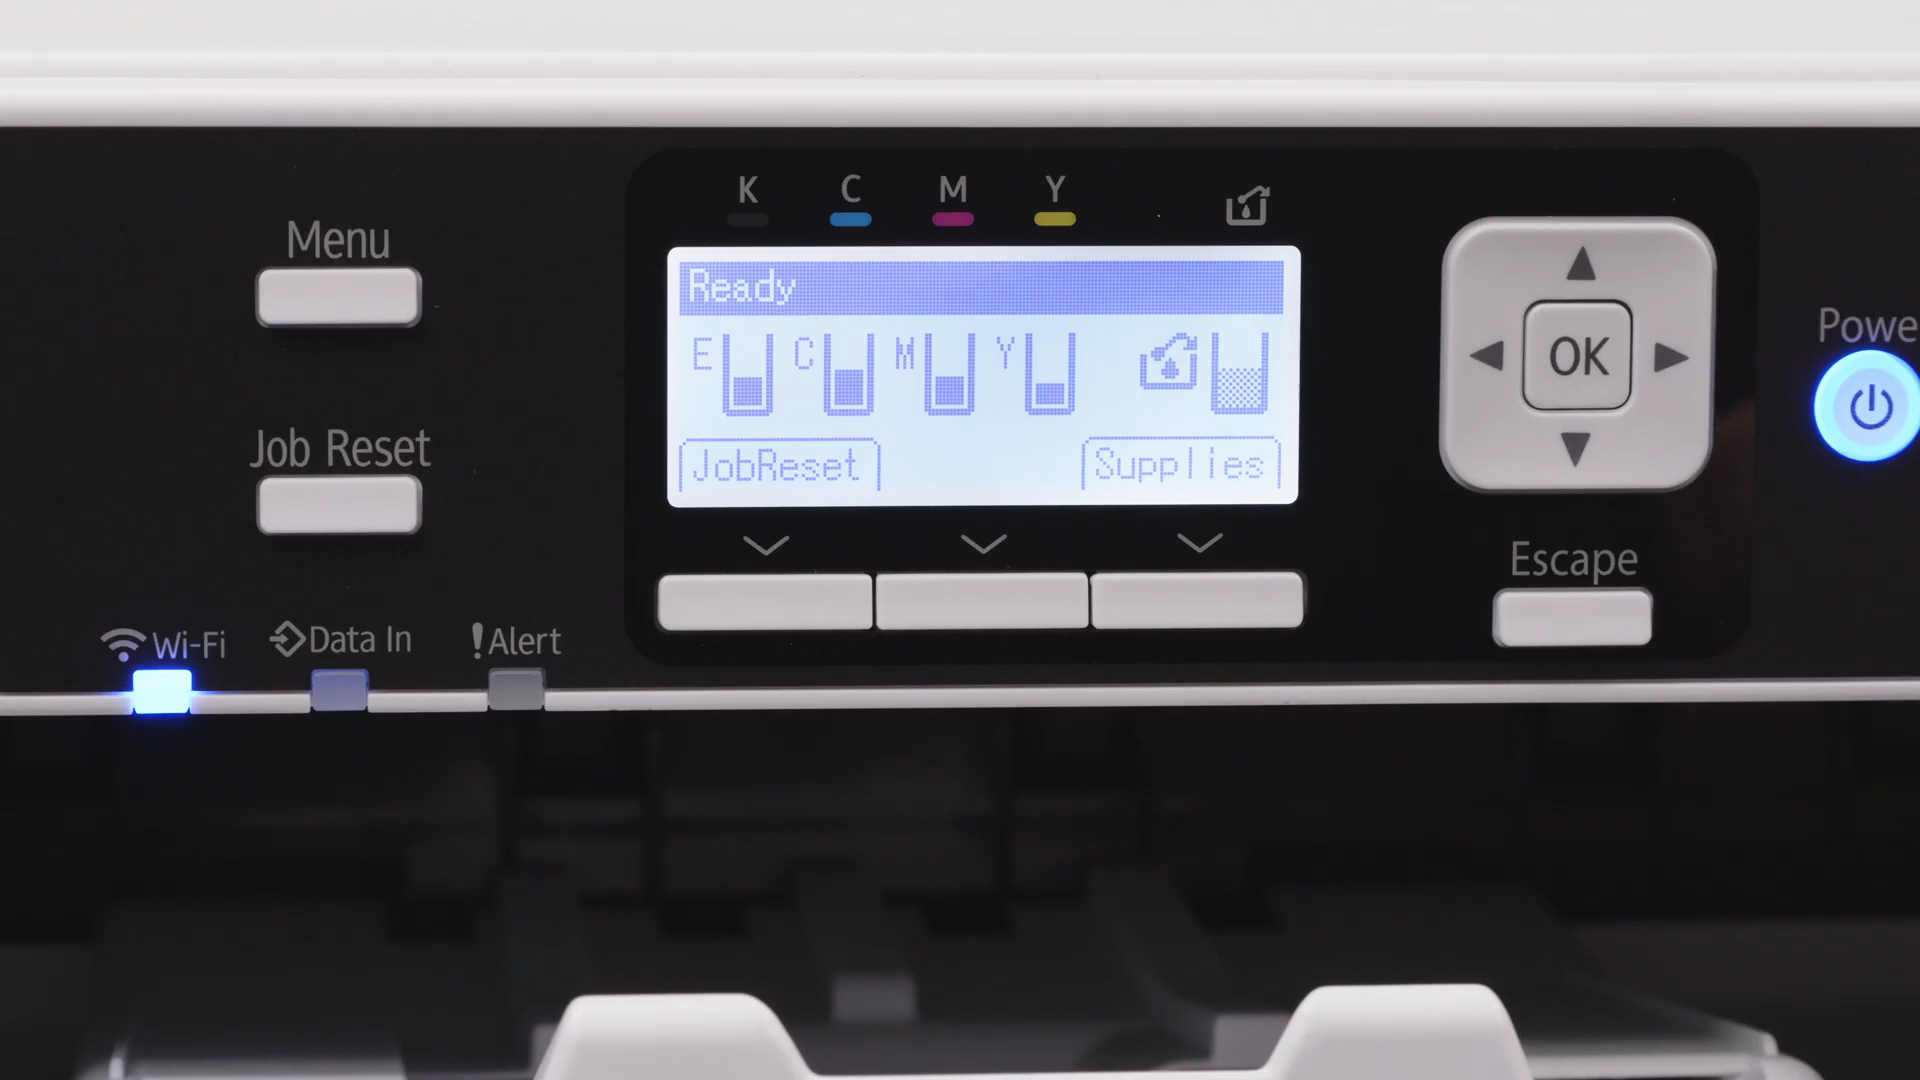 K C M Y
Menu
Ready
Powe
E C M Y
OK
Job Reset
JobReset Supplies
Escape
Wi-Fi Data In !Alert